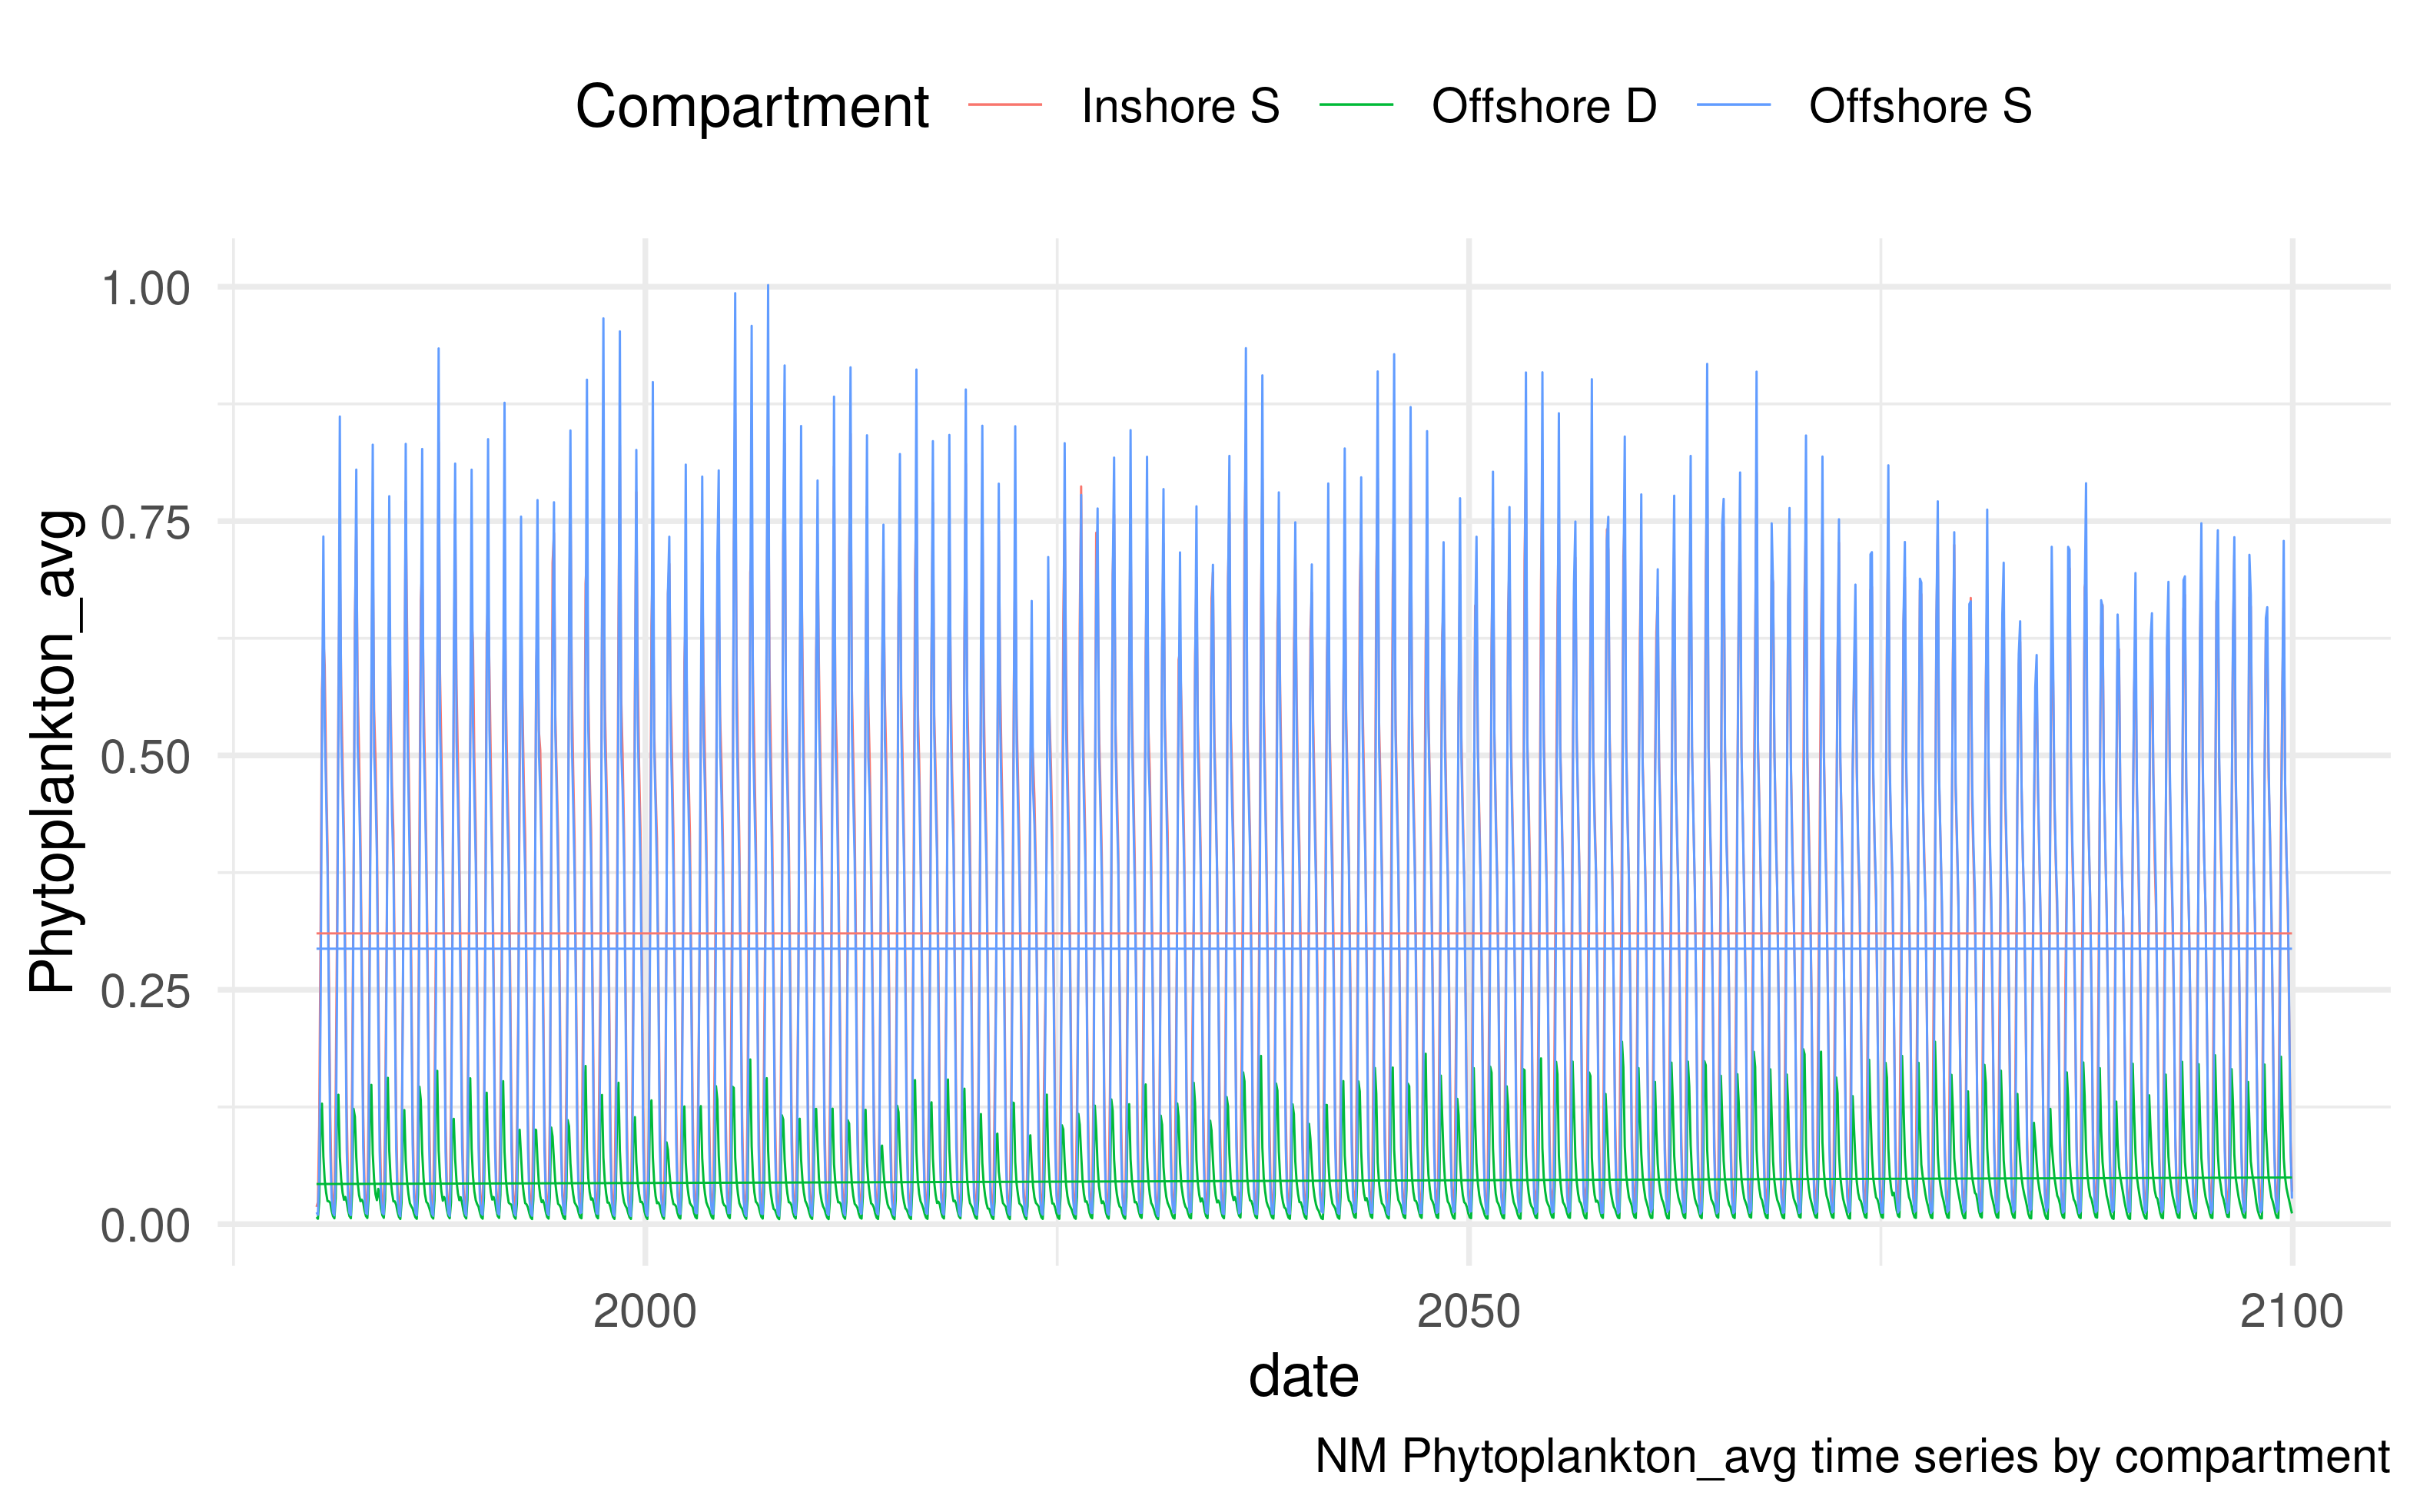 Compartment Inshore S Offshore D Offshore S
Phytoplankton_avg
1.00
0.75
0.50
0.25
0.00
2000 2050 2100
date
NM Phytoplankton_avg time series by compartment